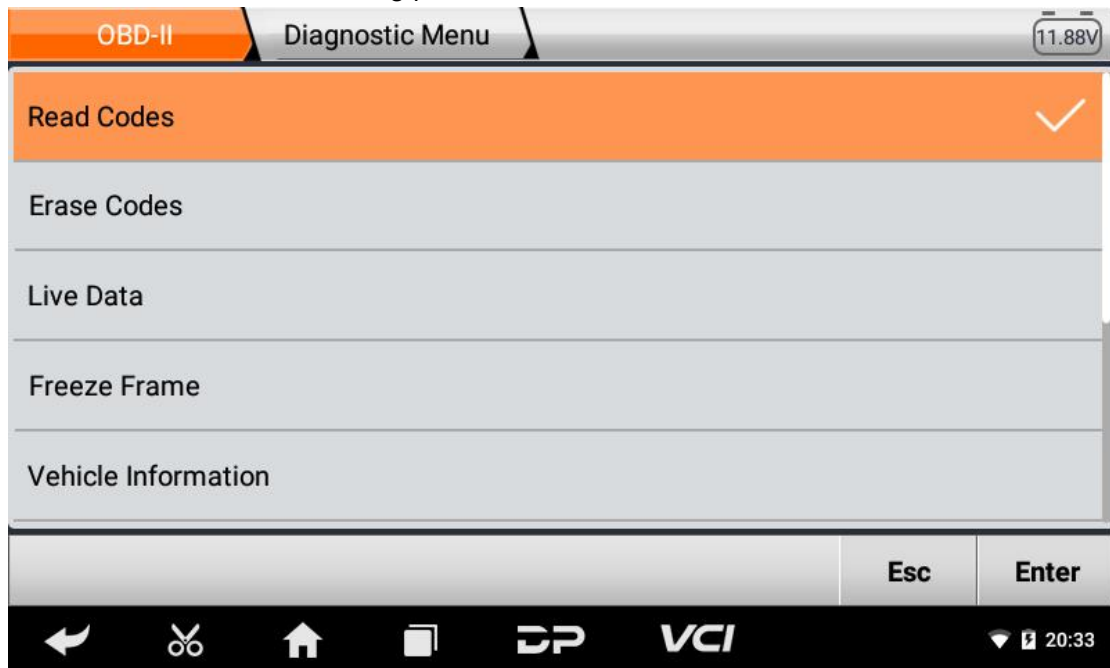 OBD-II Diagnostic Menu 11.88V
Read Codes
Erase Codes
Live Data
Freeze Frame
Vehicle Information
Esc Enter
DP VCI 20:33